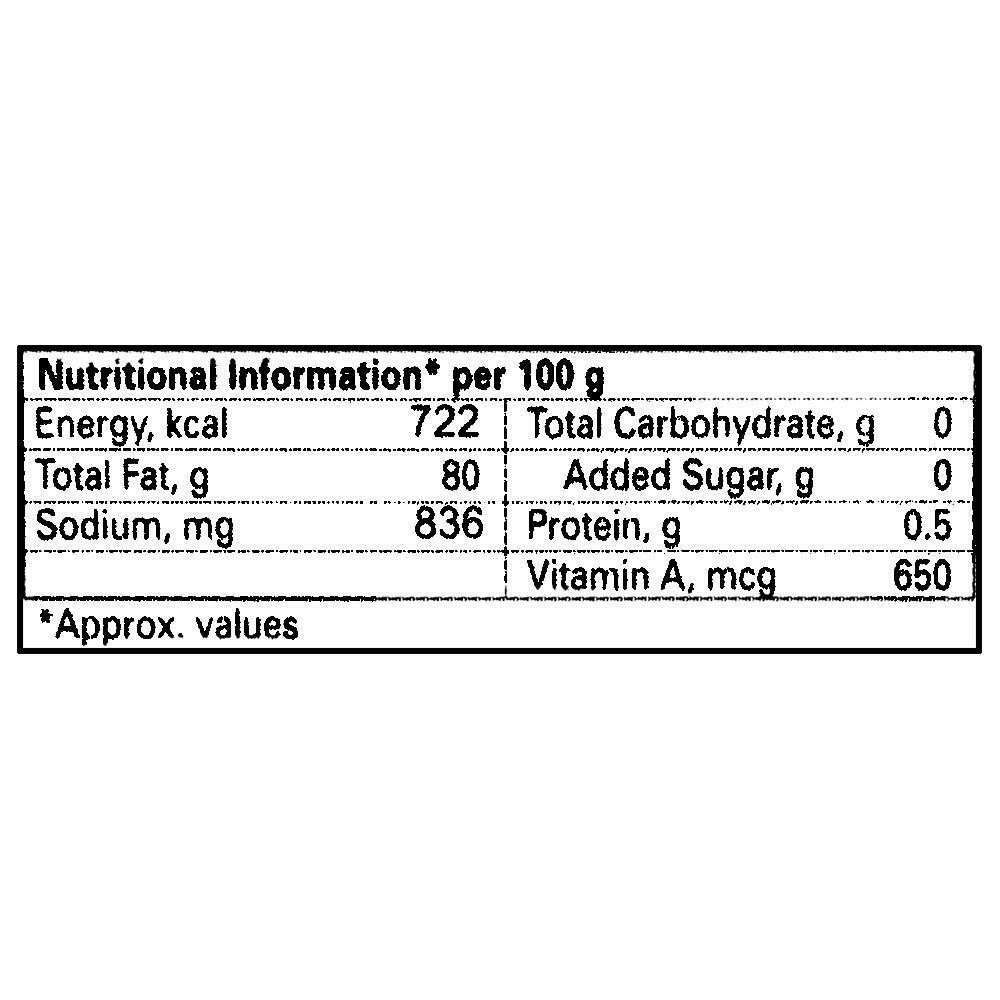 Nutritional Information* per 100 g
Energy, kcal 722 Total Carbohydrate, g 0
Total Fat, g 80 Added Sugar, g 0
Sodium, mg 836 Protein, g 0.5
Vitamin A, mcg 650
*Approx. values